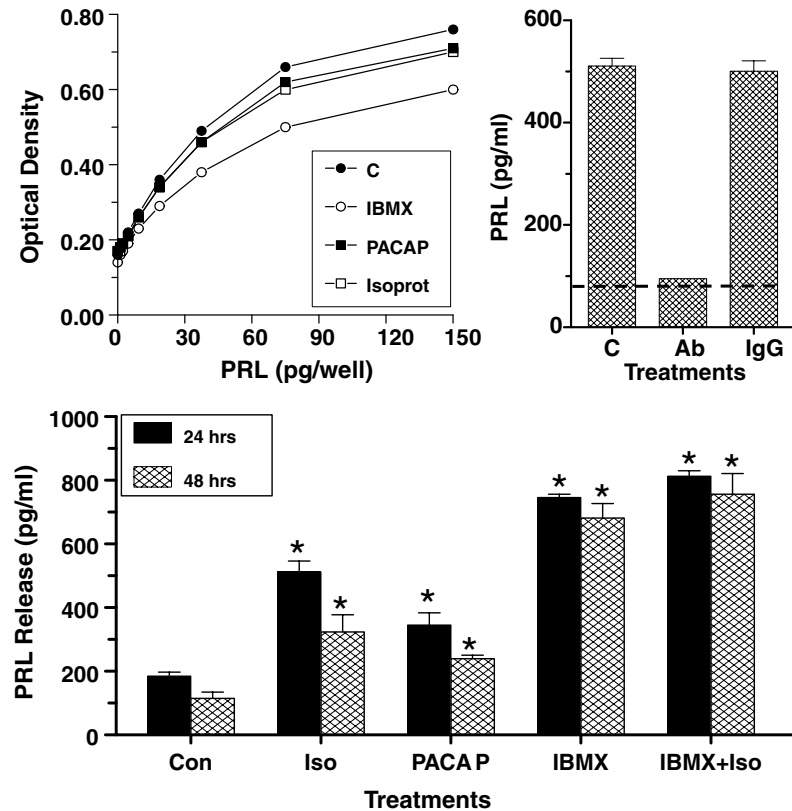 0.80
0.60
0.40
0.20
0.00
Optical Density
0
30
60
90
120
150
PRL (pg/well)
C
IBMX
PACAP
Isoprot
600
400
200
0
PRL (pg/ml)
C
Ab
IgG
Treatments
1000
800
600
400
200
0
PRL Release (pg/ml)
24 hrs
48 hrs
* * * * * * * *
Con
Iso
PACAP
IBMX
IBMX+Iso
Treatments